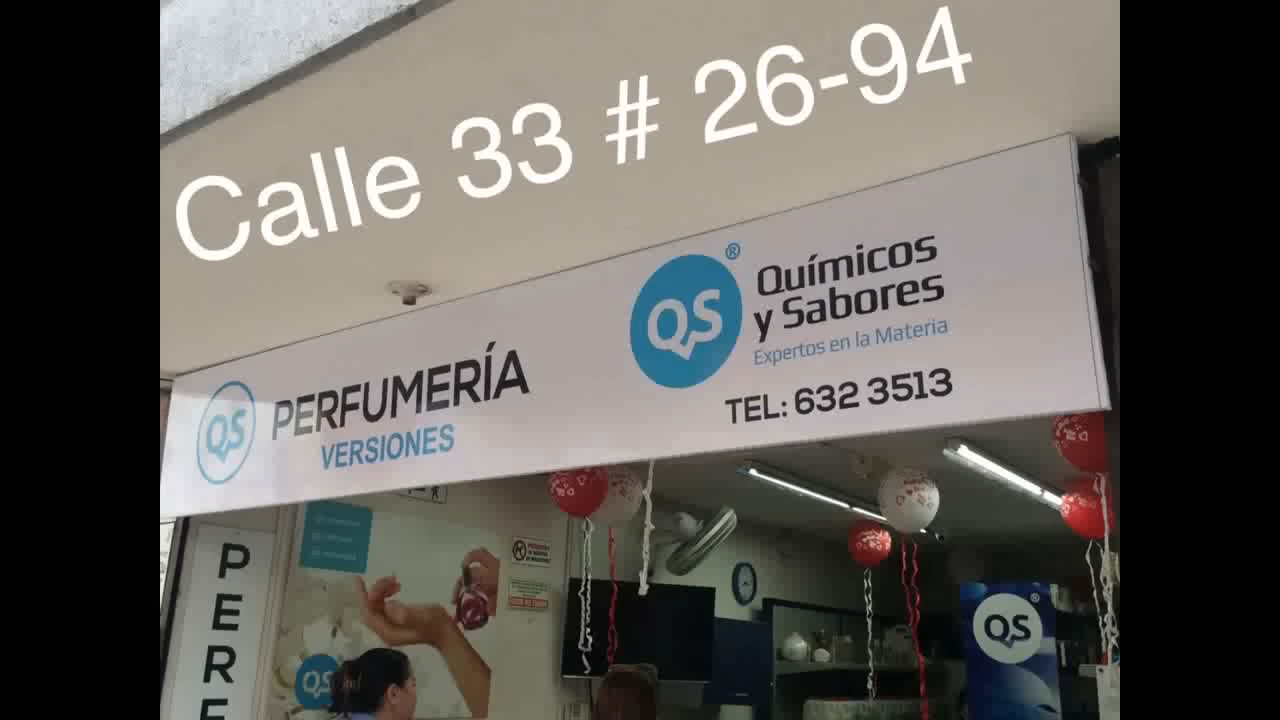 Calle 33 # 26-94
QS
PERFUMERÍA
VERSIONES
QS®
Químicos
y Sabores
Expertos en la Materia
TEL: 632 3513
P
E
R
F
QS
QS®